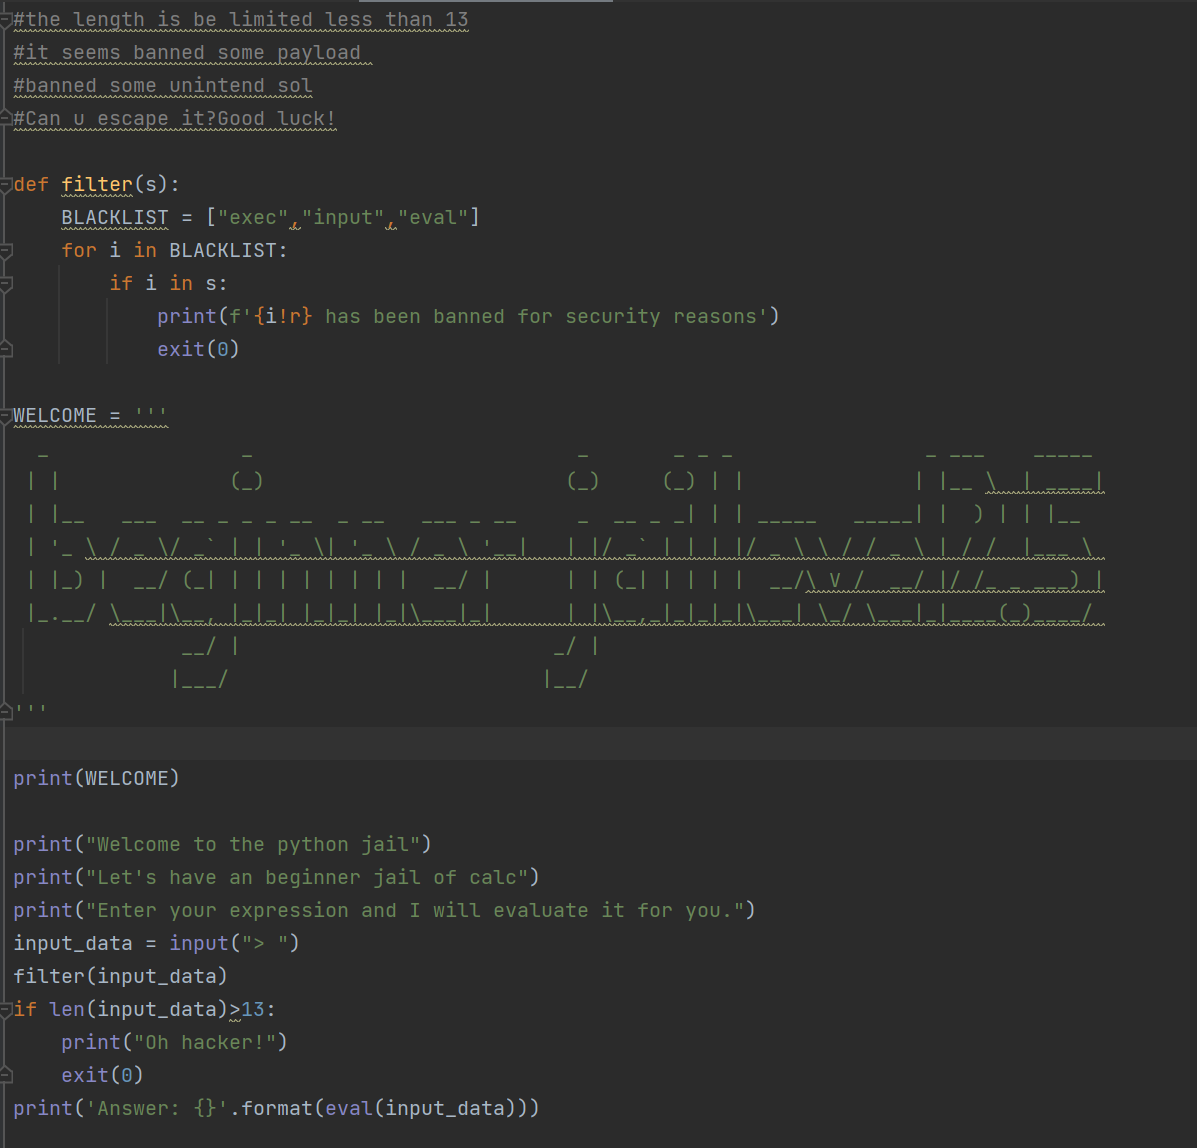 #the length is be limited less than 13
#it seems banned some payload
#banned some unintend sol
#Can u escape it?Good luck!
def filter(s):
    BLACKLIST = ["exec","input","eval"]
    for i in BLACKLIST:
        if i in s:
            print(f'{i!r} has been banned for security reasons')
            exit(0)
WELCOME = '''
  _                _                           _       _ _ _                _ ___    _____
 | |              (_)                         (_)     (_) | |              | |__ \  | ____|
 | |__   ___  __ _ _ _ __  _ __   ___ _ __     _  __ _ _| | | _____   _____| |  ) | | |__
 | '_ \ / _ \/ _` | | '_ \| '_ \ / _ \ '__|   | |/ _` | | | |/ _ \ \ / / _ \ | / /  |___ \
 | |_) |  __/ (_| | | | | | | | |  __/ |      | | (_| | | | |  __/\ V /  __/ |/ /_ _ ___) |
 |_.__/ \___|\__, |_|_| |_|_| |_|\___|_|      | |\__,_|_|_|_|\___| \_/ \___|_|____(_)____/
              __/ |                          _/ |
             |___/                          |__/
'''
print(WELCOME)
print("Welcome to the python jail")
print("Let's have an beginner jail of calc")
print("Enter your expression and I will evaluate it for you.")
input_data = input("> ")
filter(input_data)
if len(input_data)>13:
    print("Oh hacker!")
    exit(0)
print('Answer: {}'.format(eval(input_data)))